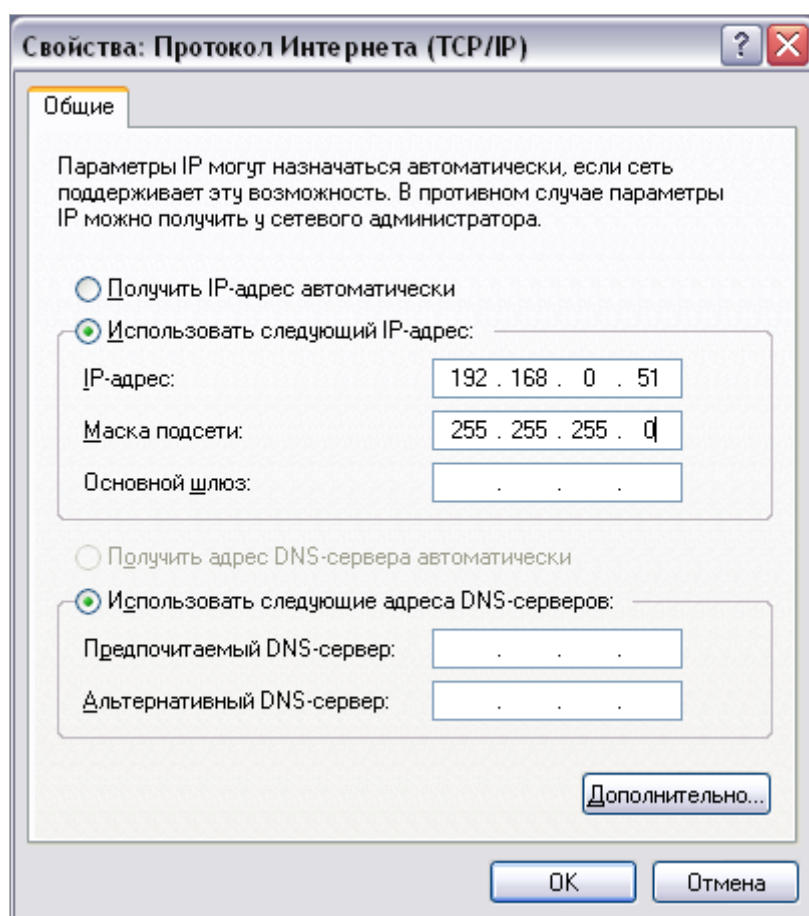 Свойства: Протокол Интернета (TCP/IP)
Общие
Параметры IP могут назначаться автоматически, если сеть
поддерживает эту возможность. В противном случае параметры
IP можно получить у сетевого администратора.
Получить IP-адрес автоматически
Использовать следующий IP-адрес:
IP-адрес: 192 . 168 . 0 . 51
Маска подсети: 255 . 255 . 255 . 0
Основной шлюз: . . .
Получить адрес DNS-сервера автоматически
Использовать следующие адреса DNS-серверов:
Предпочитаемый DNS-сервер: . . .
Альтернативный DNS-сервер: . . .
Дополнительно...
OK Отмена